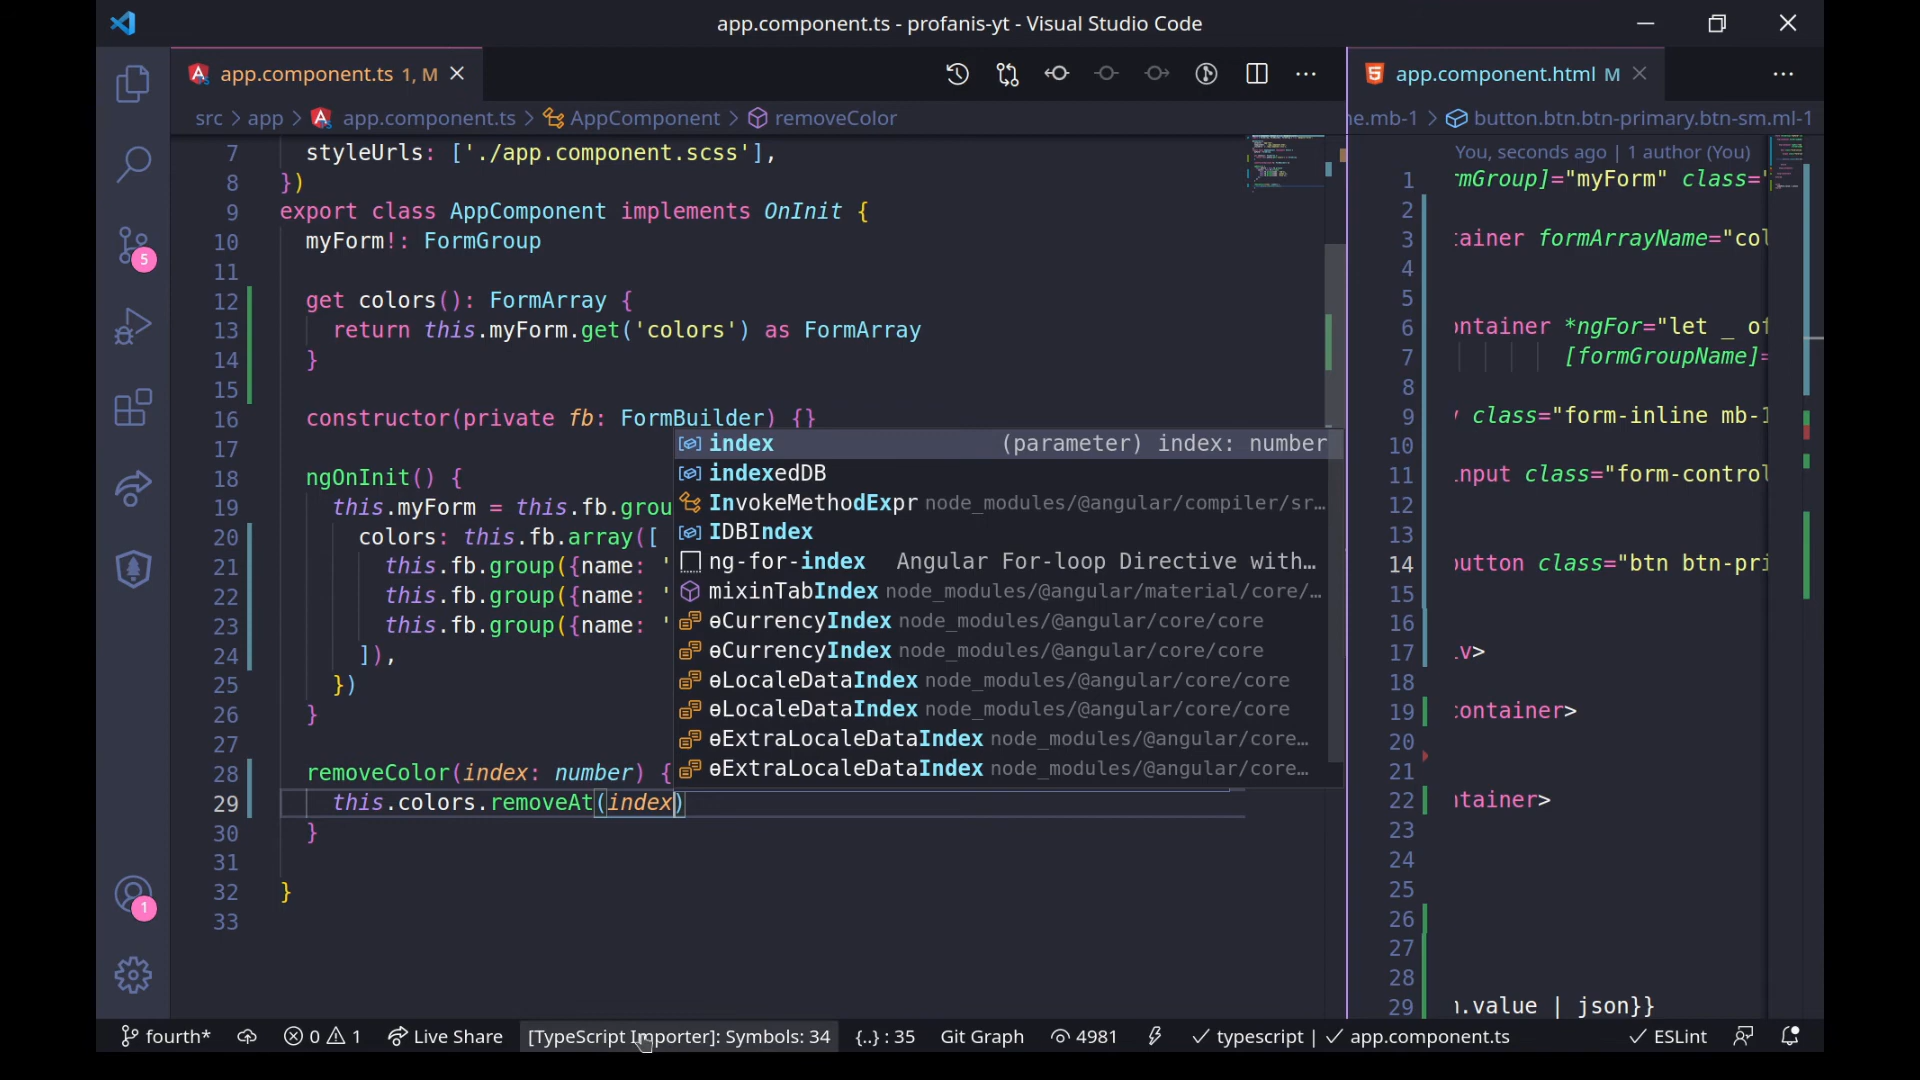 app.component.ts - profanis-yt - Visual Studio Code
app.component.ts 1, M
app.component.html M
src > app > app.component.ts > AppComponent > removeColor
ne.mb-1 > button.btn.btn-primary.btn-sm.ml-1
7 styleUrls: ['./app.component.scss'],
8 })
9 export class AppComponent implements OnInit {
10 myForm!: FormGroup
11
12 get colors(): FormArray {
13 return this.myForm.get('colors') as FormArray
14 }
15
16 constructor(private fb: FormBuilder) {}
17
18 ngOnInit() {
19 this.myForm = this.fb.grou
20 colors: this.fb.array([
21 this.fb.group({name: '
22 this.fb.group({name: '
23 this.fb.group({name: '
24 ]),
25 })
26 }
27
28 removeColor(index: number) {
29 this.colors.removeAt(index)
30 }
31
32 }
33
index (parameter) index: number
indexedDB
InvokeMethodExpr node_modules/@angular/compiler/sr…
IDBIndex
ng-for-index Angular For-loop Directive with…
mixinTabIndex node_modules/@angular/material/core/…
ɵCurrencyIndex node_modules/@angular/core/core
ɵCurrencyIndex node_modules/@angular/core/core
ɵLocaleDataIndex node_modules/@angular/core/core
ɵLocaleDataIndex node_modules/@angular/core/core
ɵExtraLocaleDataIndex node_modules/@angular/core…
ɵExtraLocaleDataIndex node_modules/@angular/core…
You, seconds ago | 1 author (You)
1 rmGroup]="myForm" class="
2
3 tainer formArrayName="col
4
5
6 ontainer *ngFor="let _ of
7 [formGroupName]=
8
9 class="form-inline mb-1
10
11 input class="form-control
12
13
14 button class="btn btn-pri
15
16
17 iv>
18
19 container>
20
21
22 ntainer>
23
24
25
26
27
28
29 .value | json}}
5
1
fourth* 0 1 Live Share [TypeScript Importer]: Symbols: 34 {..} : 35 Git Graph 4981 typescript | app.component.ts ESLint